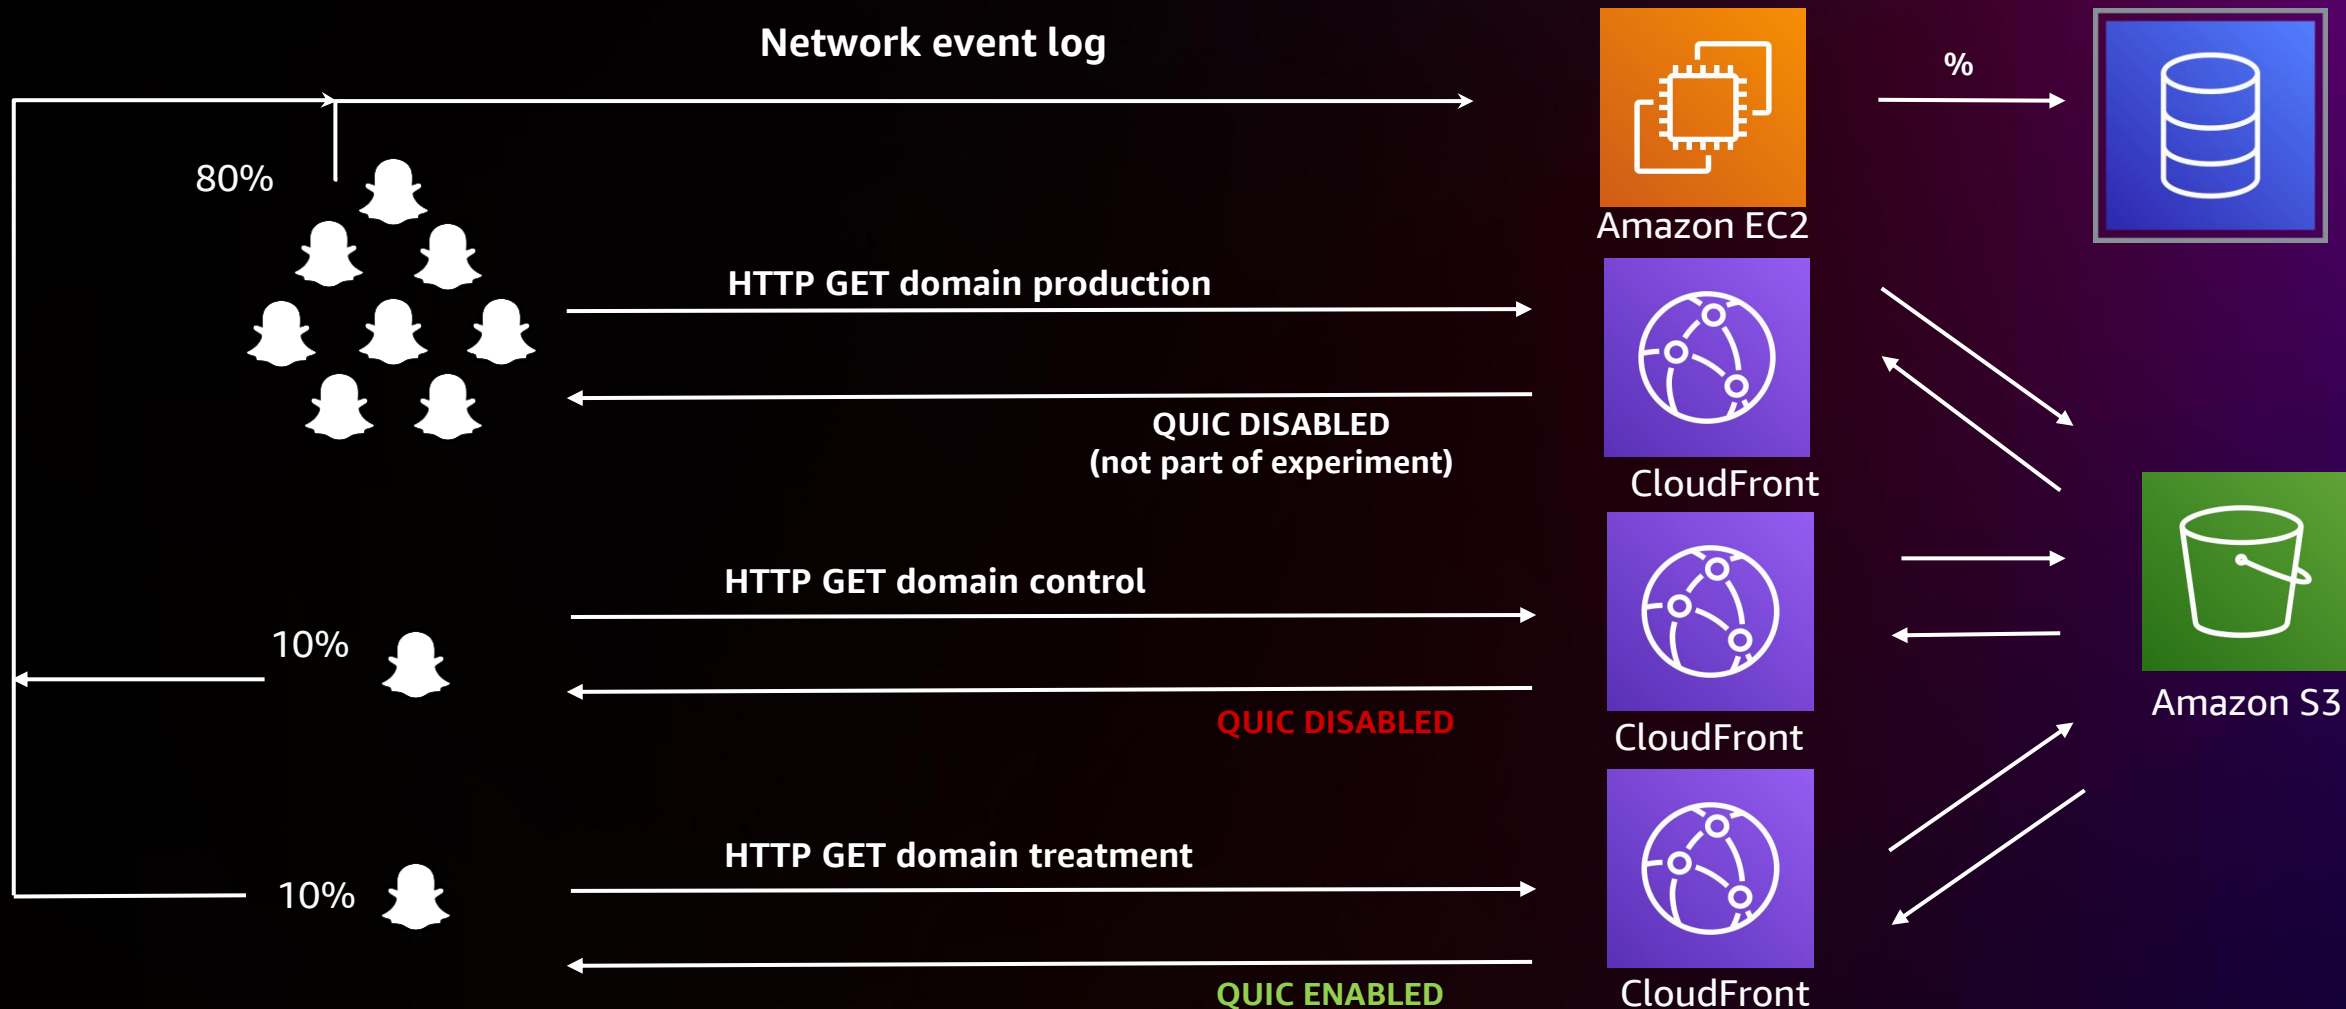 Network event log
%
80%
Amazon EC2
HTTP GET domain production
QUIC DISABLED
(not part of experiment)
CloudFront
HTTP GET domain control
10%
QUIC DISABLED
CloudFront
Amazon S3
HTTP GET domain treatment
10%
QUIC ENABLED
CloudFront